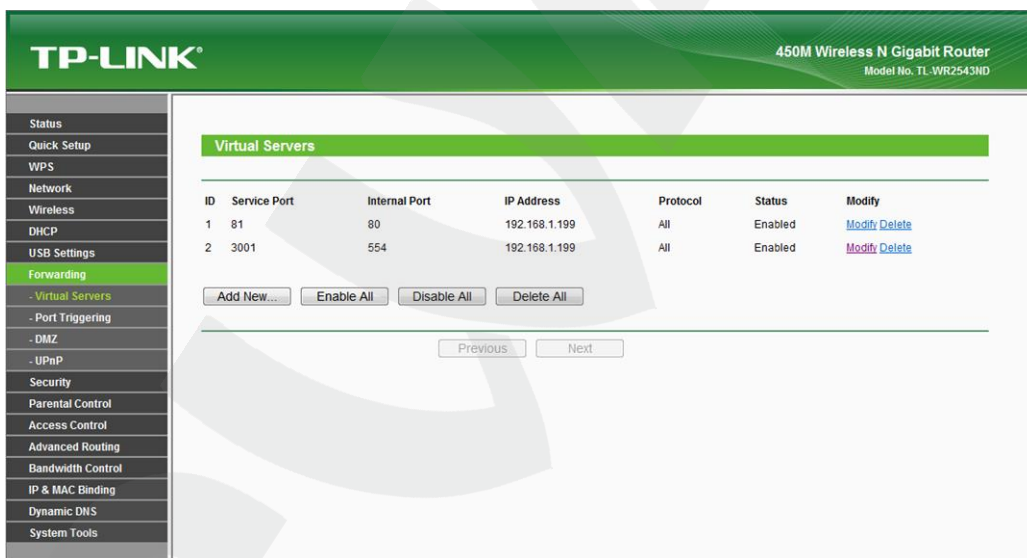 TP-LINK®
450M Wireless N Gigabit Router
Model No. TL-WR2543ND
Status
Quick Setup
WPS
Network
Wireless
DHCP
USB Settings
Forwarding
- Virtual Servers
- Port Triggering
- DMZ
- UPnP
Security
Parental Control
Access Control
Advanced Routing
Bandwidth Control
IP & MAC Binding
Dynamic DNS
System Tools
Virtual Servers
ID Service Port Internal Port IP Address Protocol Status Modify
1 81 80 192.168.1.199 All Enabled Modify Delete
2 3001 554 192.168.1.199 All Enabled Modify Delete
Add New... Enable All Disable All Delete All
Previous Next